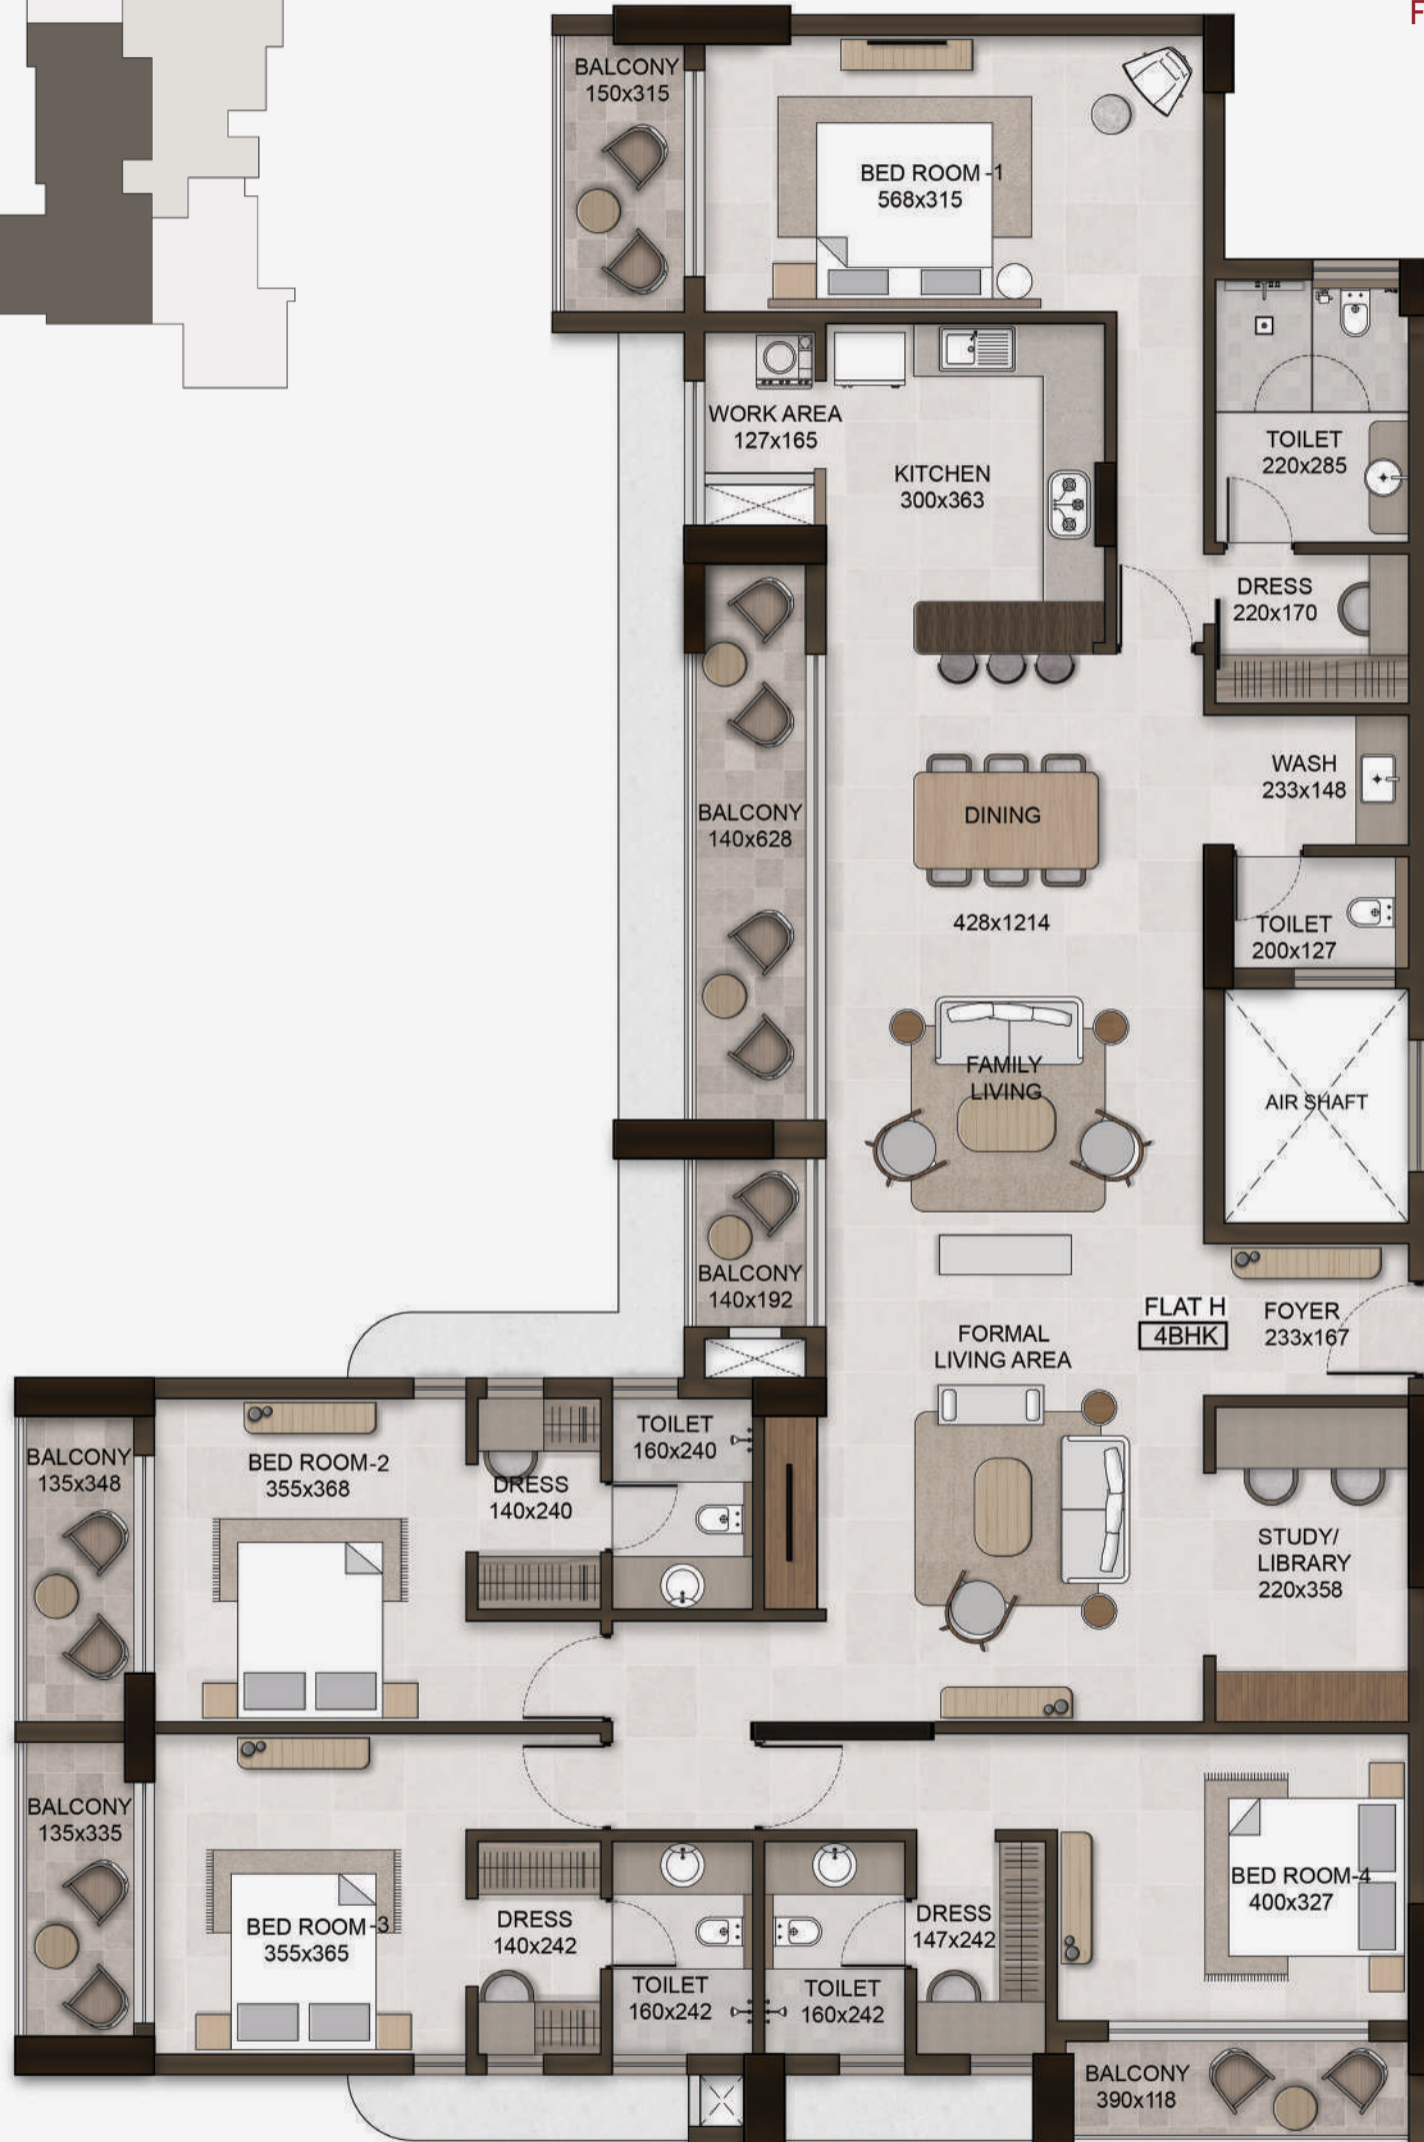 F
BALCONY
150x315
BED ROOM -1
568x315
WORK AREA
127x165
KITCHEN
300x363
TOILET
220x285
DRESS
220x170
WASH
233x148
BALCONY
140x628
DINING
428x1214
TOILET
200x127
FAMILY
LIVING
AIR SHAFT
BALCONY
140x192
FLAT H
4BHK
FOYER
233x167
FORMAL
LIVING AREA
BALCONY
135x348
BED ROOM-2
355x368
DRESS
140x240
TOILET
160x240
STUDY/
LIBRARY
220x358
BALCONY
135x335
BED ROOM -3
355x365
DRESS
140x242
TOILET
160x242
TOILET
160x242
DRESS
147x242
BED ROOM-4
400x327
BALCONY
390x118